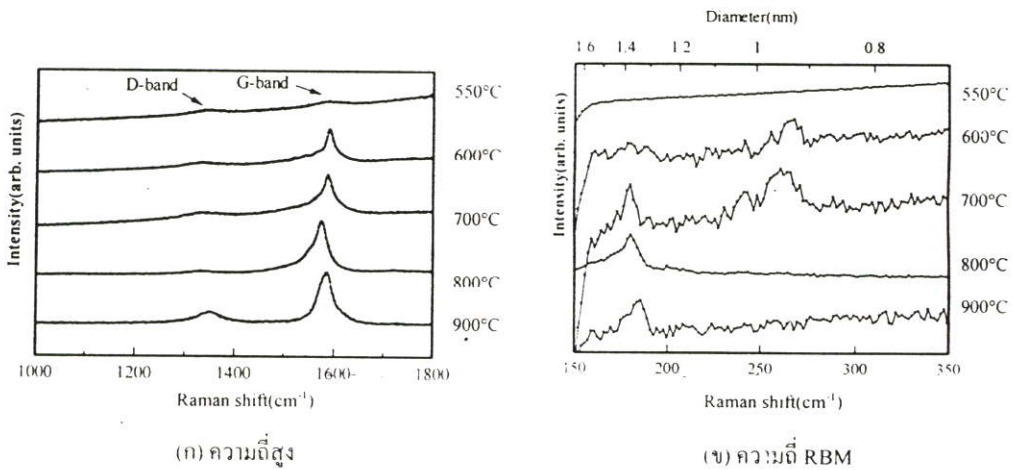 D-band
G-band
550°C
600°C
700°C
800°C
900°C
Intensity(arb. units)
1000
1200
1400
1600
1800
Raman shift(cm⁻¹)
(ก) ความถี่สูง
Diameter(nm)
1.6
1.4
1.2
1
0.8
550°C
600°C
700°C
800°C
900°C
Intensity(arb. units)
150
200
250
300
350
Raman shift(cm⁻¹)
(ข) ความถี่ RBM